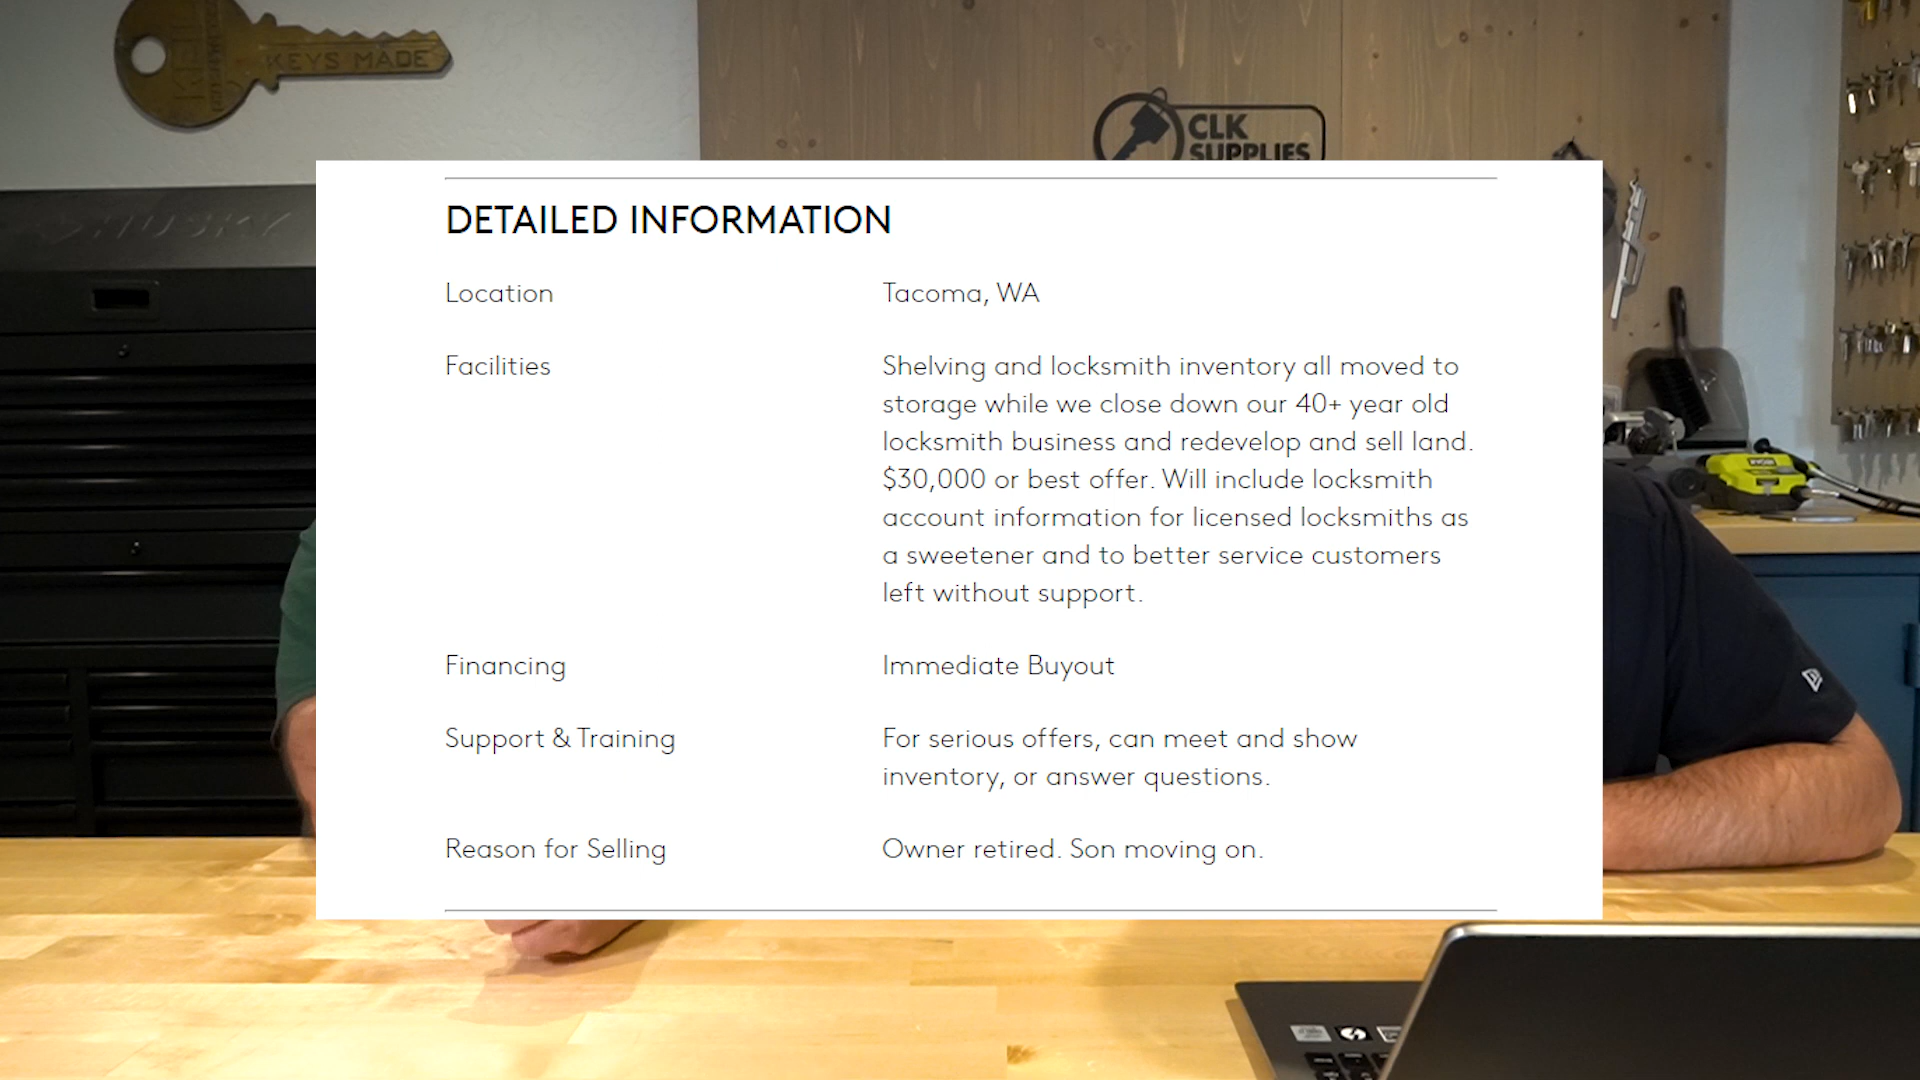 KEYS MADE
CLK
SUPPLIES
HUSKY
DETAILED INFORMATION
Location
Tacoma, WA
Facilities
Shelving and locksmith inventory all moved to
storage while we close down our 40+ year old
locksmith business and redevelop and sell land.
$30,000 or best offer. Will include locksmith
account information for licensed locksmiths as
a sweetener and to better service customers
left without support.
Financing
Immediate Buyout
Support & Training
For serious offers, can meet and show
inventory, or answer questions.
Reason for Selling
Owner retired. Son moving on.
RYOBI